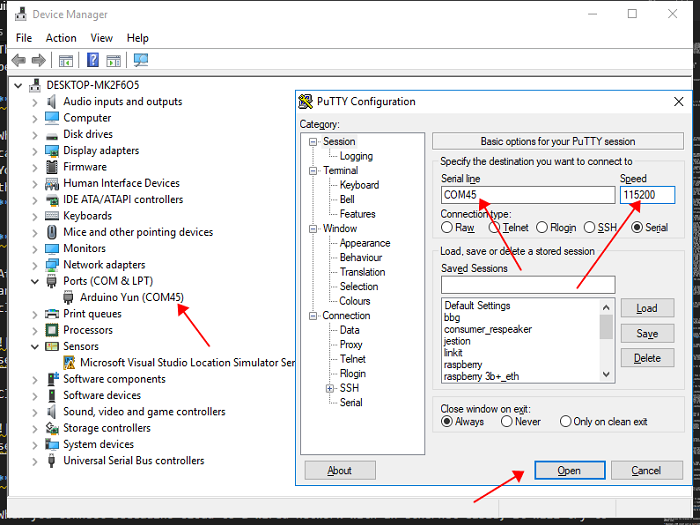 Device Manager
File Action View Help
DESKTOP-MK2F6O5
Audio inputs and outputs
Computer
Disk drives
Display adapters
Firmware
Human Interface Devices
IDE ATA/ATAPI controllers
Keyboards
Mice and other pointing devices
Monitors
Network adapters
Ports (COM & LPT)
Arduino Yun (COM45)
Print queues
Processors
Sensors
Microsoft Visual Studio Location Simulator Ser
Software components
Software devices
Sound, video and game controllers
Storage controllers
System devices
Universal Serial Bus controllers
PuTTY Configuration
Category:
Session
Logging
Terminal
Keyboard
Bell
Features
Window
Appearance
Behaviour
Translation
Selection
Colours
Connection
Data
Proxy
Telnet
Rlogin
SSH
Serial
Basic options for your PuTTY session
Specify the destination you want to connect to
Serial line Speed
COM45 115200
Connection type:
Raw Telnet Rlogin SSH Serial
Load, save or delete a stored session
Saved Sessions
Default Settings
bbg
consumer_respeaker
jestion
linkit
raspberry
raspberry 3b+_eth
Load
Save
Delete
Close window on exit:
Always Never Only on clean exit
About Open Cancel